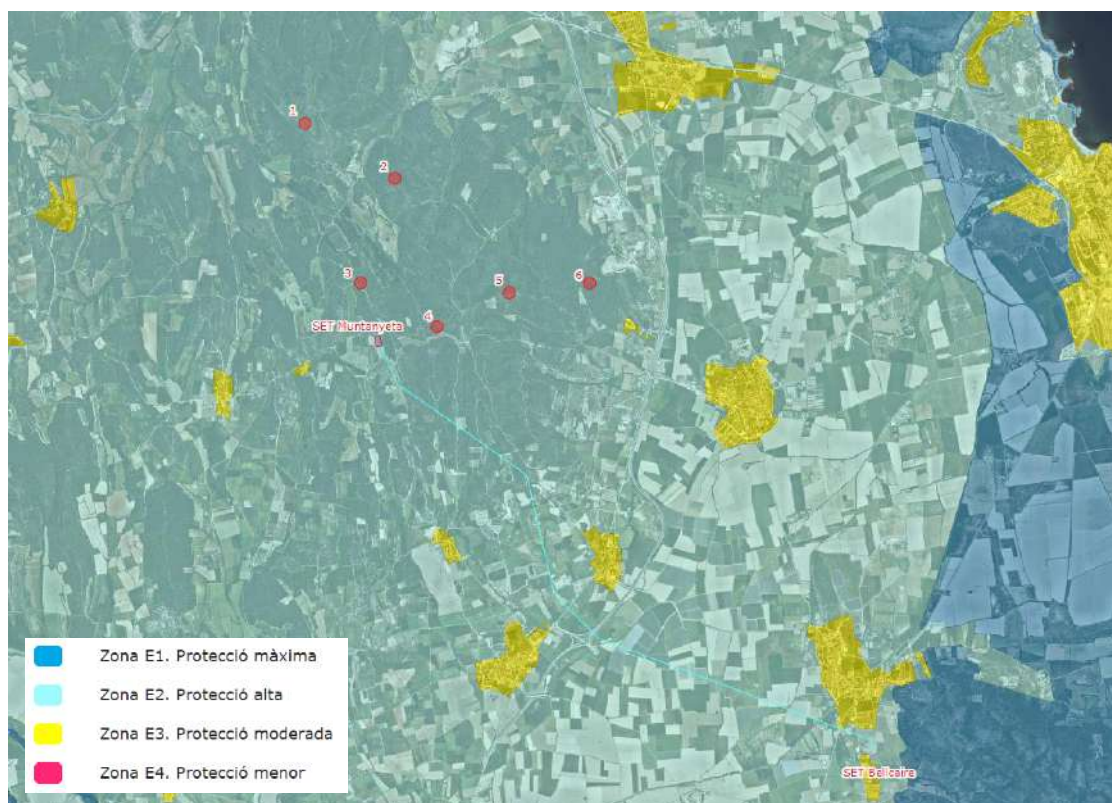 1
2
3
5
6
4
SET Muntanyeta
Zona E1. Protecció màxima
Zona E2. Protecció alta
Zona E3. Protecció moderada
Zona E4. Protecció menor
SET Bellcaire